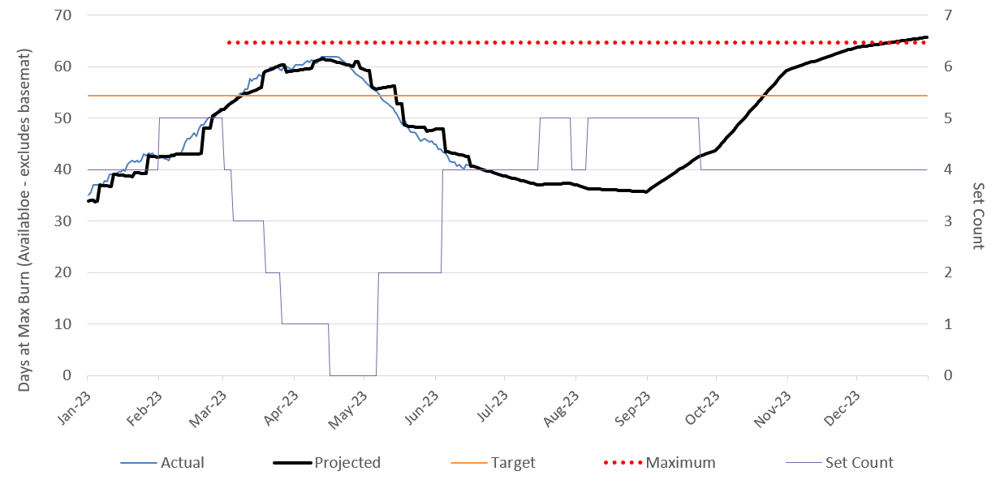 70
60
50
40
30
20
10
0
Days at Max Burn (Availabloe - excludes basemat)
7
6
5
4
3
2
1
0
Set Count
Jan-23
Feb-23
Mar-23
Apr-23
May-23
Jun-23
Jul-23
Aug-23
Sep-23
Oct-23
Nov-23
Dec-23
Actual
Projected
Target
Maximum
Set Count